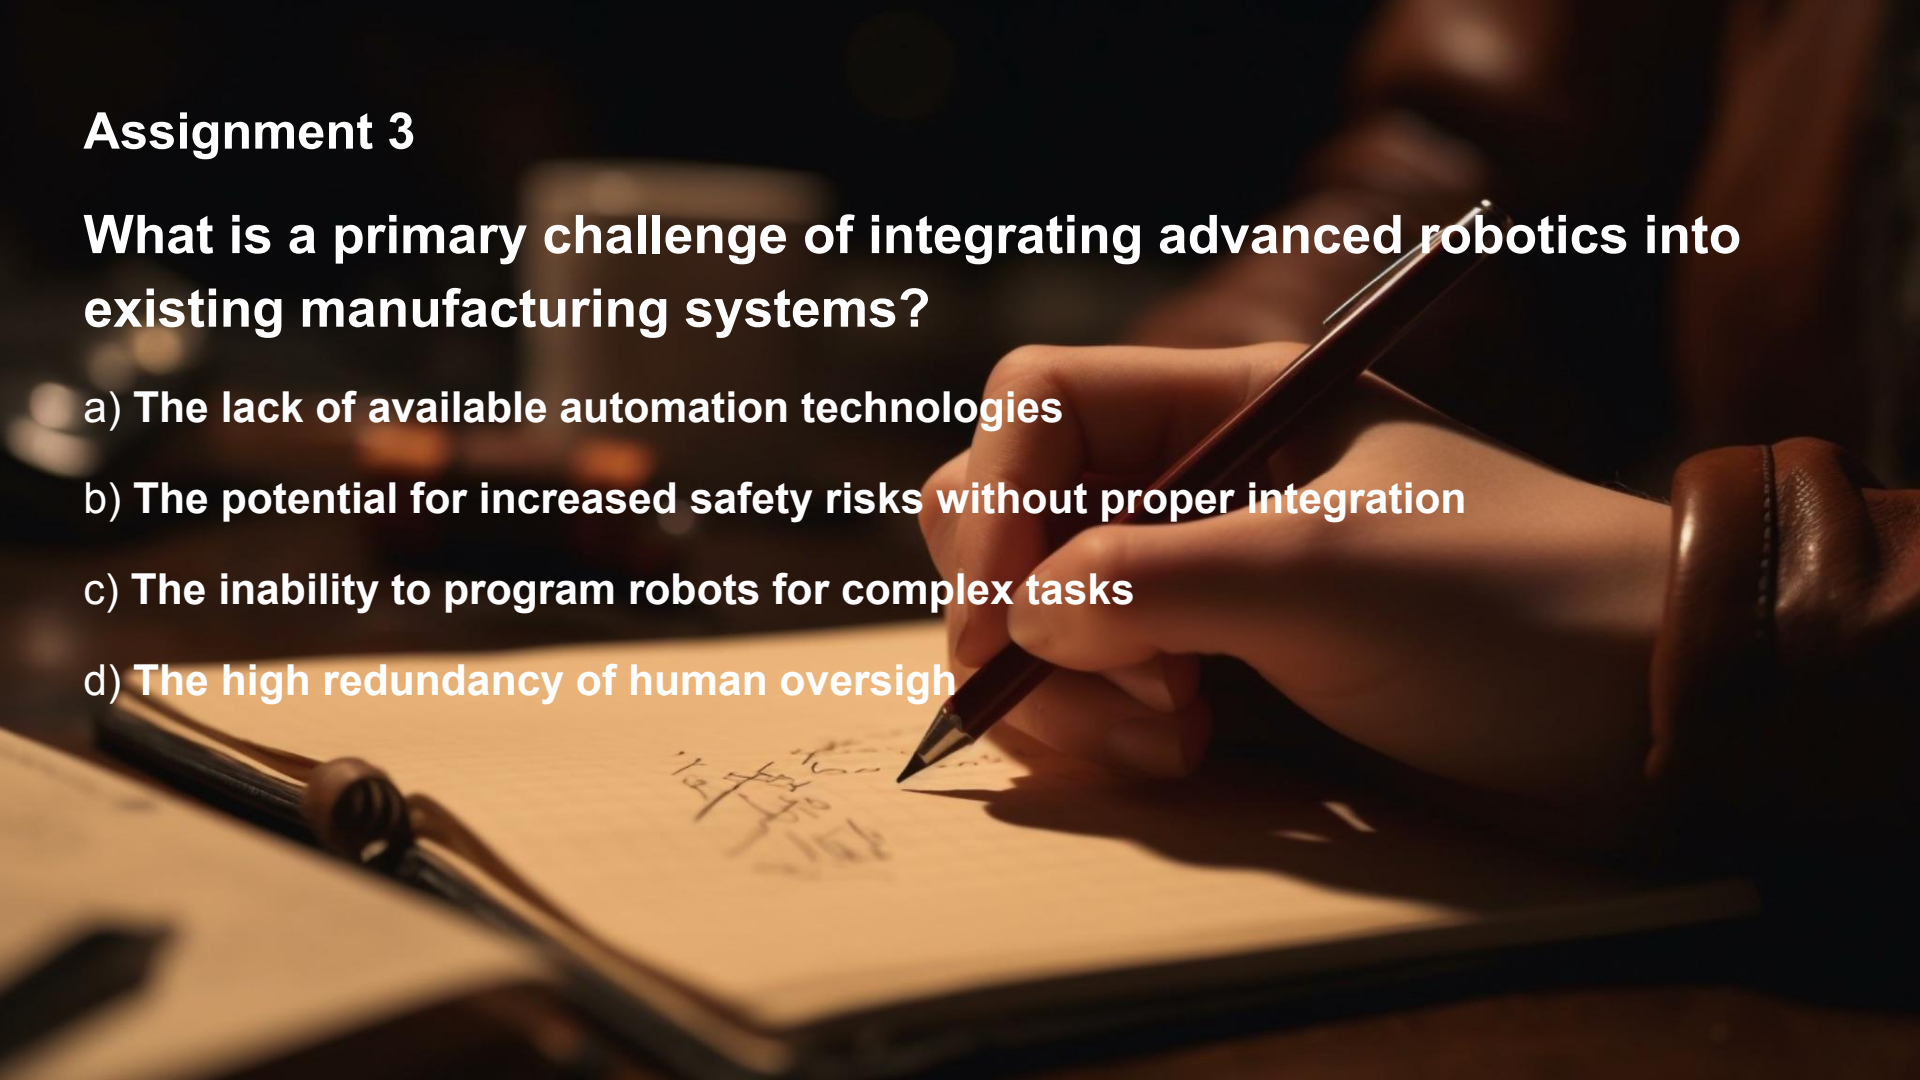 Assignment 3
What is a primary challenge of integrating advanced robotics into
existing manufacturing systems?
a) The lack of available automation technologies
b) The potential for increased safety risks without proper integration
c) The inability to program robots for complex tasks
d) The high redundancy of human oversigh